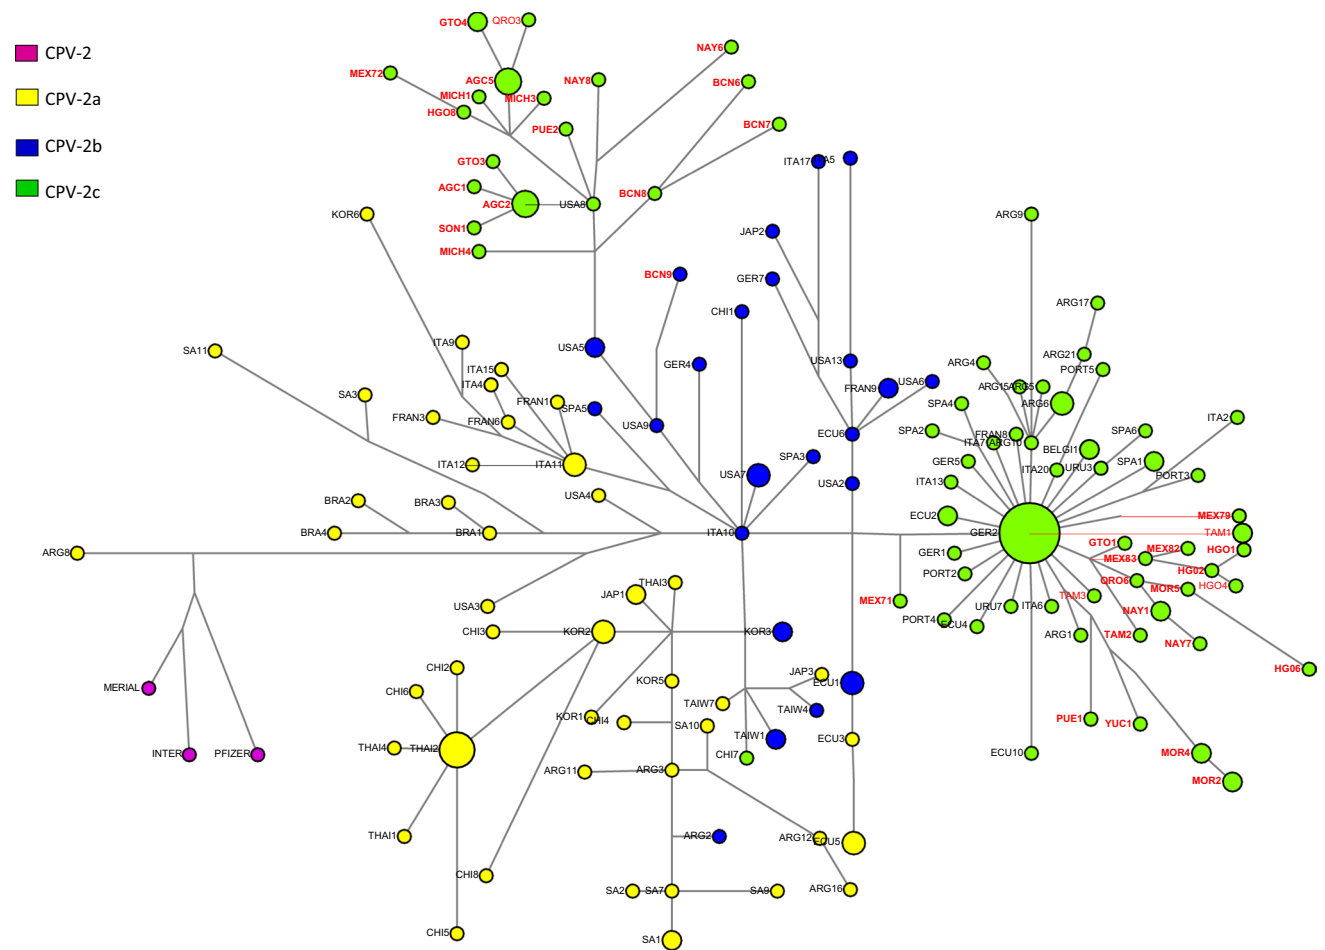 CPV-2
CPV-2a
CPV-2b
CPV-2c
GTO4
QRO3
NAY6
MEX72
AGC5
NAY8
BCN6
MICH1
MICH3
HGO8
PUE2
BCN7
GTO3
ITA17
AGC1
BCN8
AGC2
USA8
KOR6
ARG9
SON1
JAP2
MICH4
BCN9
GER7
ARG17
CHI1
ITA9
USA5
SA11
ITA15
GER4
USA13
ARG4
ARG21
PORT5
ITA4
FRAN9
USA6
ARG15
ARG5
SA3
FRAN1
SPA5
SPA4
ARG6
FRAN3
FRAN6
USA9
ECU6
SPA2
FRAN8
SPA6
ITA2
ITA7
ARG10
BELGI1
ITA12
ITA11
SPA3
GER5
ITA20
URU3
SPA1
PORT3
USA7
USA2
ITA13
BRA2
BRA3
USA4
ECU2
MEX79
BRA4
BRA1
ITA10
GER2
TAM1
ARG8
GER1
GTO1
MEX82
HGO1
MEX83
PORT2
HG02
THAI3
QRO6
MOR5
HGO4
JAP1
MEX71
TAM3
USA3
PORT4
URU7
ITA6
NAY1
CHI3
KOR2
KOR3
ECU4
ARG1
TAM2
NAY7
CHI2
HG06
MERIAL
CHI6
KOR5
JAP3
ECU1
TAIW7
TAIW4
KOR1
CHI4
SA10
PUE1
YUC1
THAI4
THAI2
TAIW1
ECU3
INTER
PFIZER
CHI7
ECU10
MOR4
ARG11
ARG3
MOR2
THAI1
ARG2
ARG12
ECU5
CHI8
SA2
SA7
SA9
ARG16
CHI5
SA1